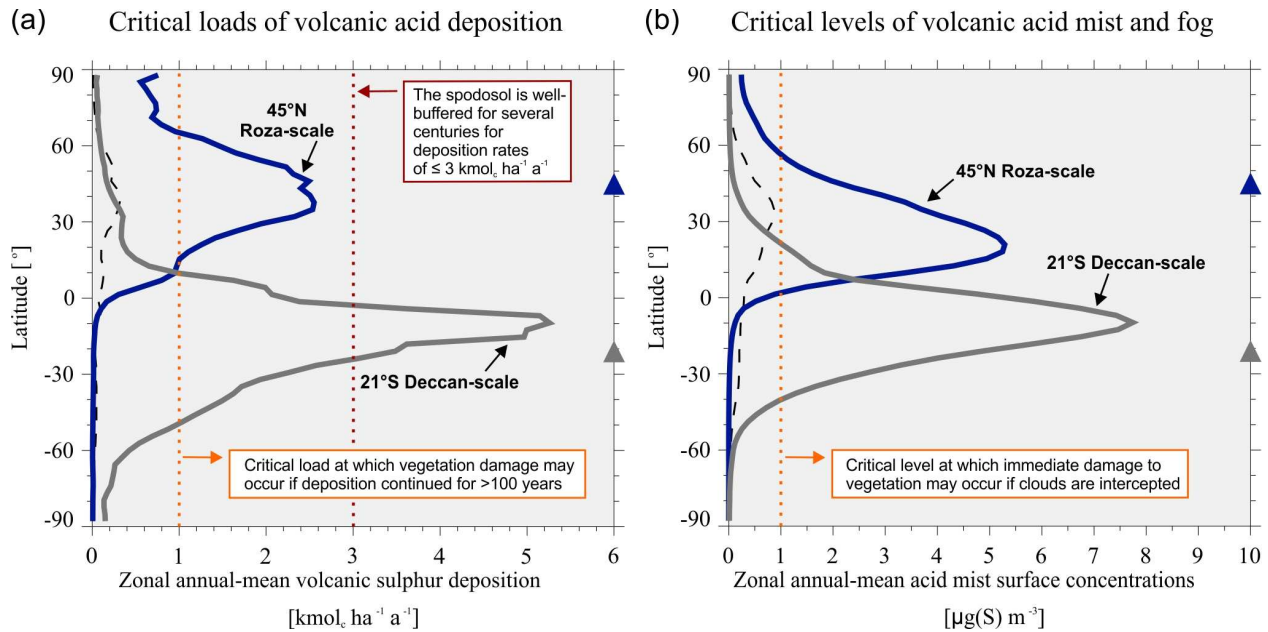 (a) Critical loads of volcanic acid deposition
90
60
30
0
-30
-60
-90
Latitude [ º]
45°N
Roza-scale
The spodosol is well-
buffered for several
centuries for
deposition rates
of ≤ 3 kmol꜀ ha⁻¹ a⁻¹
21°S Deccan-scale
Critical load at which vegetation damage may
occur if deposition continued for >100 years
0 1 2 3 4 5 6
Zonal annual-mean volcanic sulphur deposition
[kmol꜀ ha⁻¹ a⁻¹]
(b) Critical levels of volcanic acid mist and fog
90
60
30
0
-30
-60
-90
Latitude [ º]
45°N Roza-scale
21°S Deccan-scale
Critical level at which immediate damage to
vegetation may occur if clouds are intercepted
0 1 2 3 4 5 6 7 8 9 10
Zonal annual-mean acid mist surface concentrations
[µg(S) m⁻³]